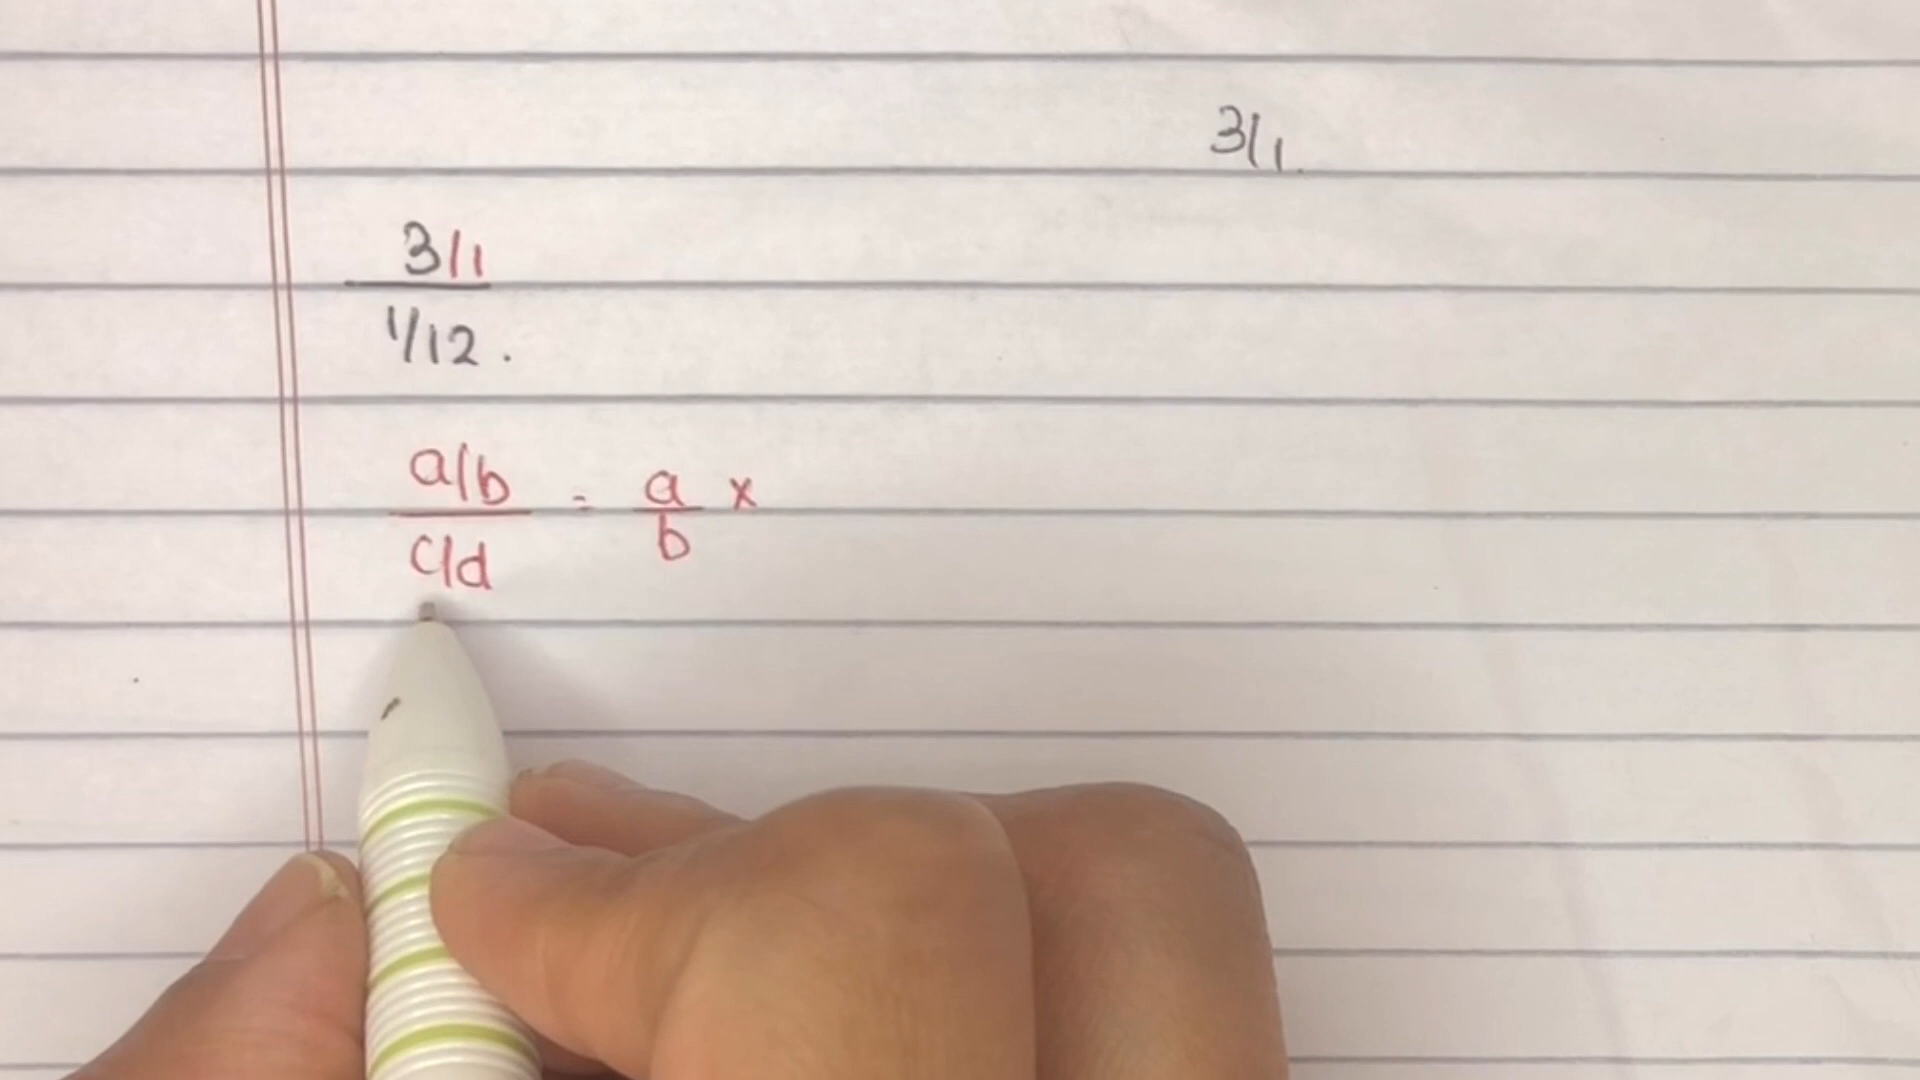 3/1.
3/1
1/12.
a/b = a x
c/d b